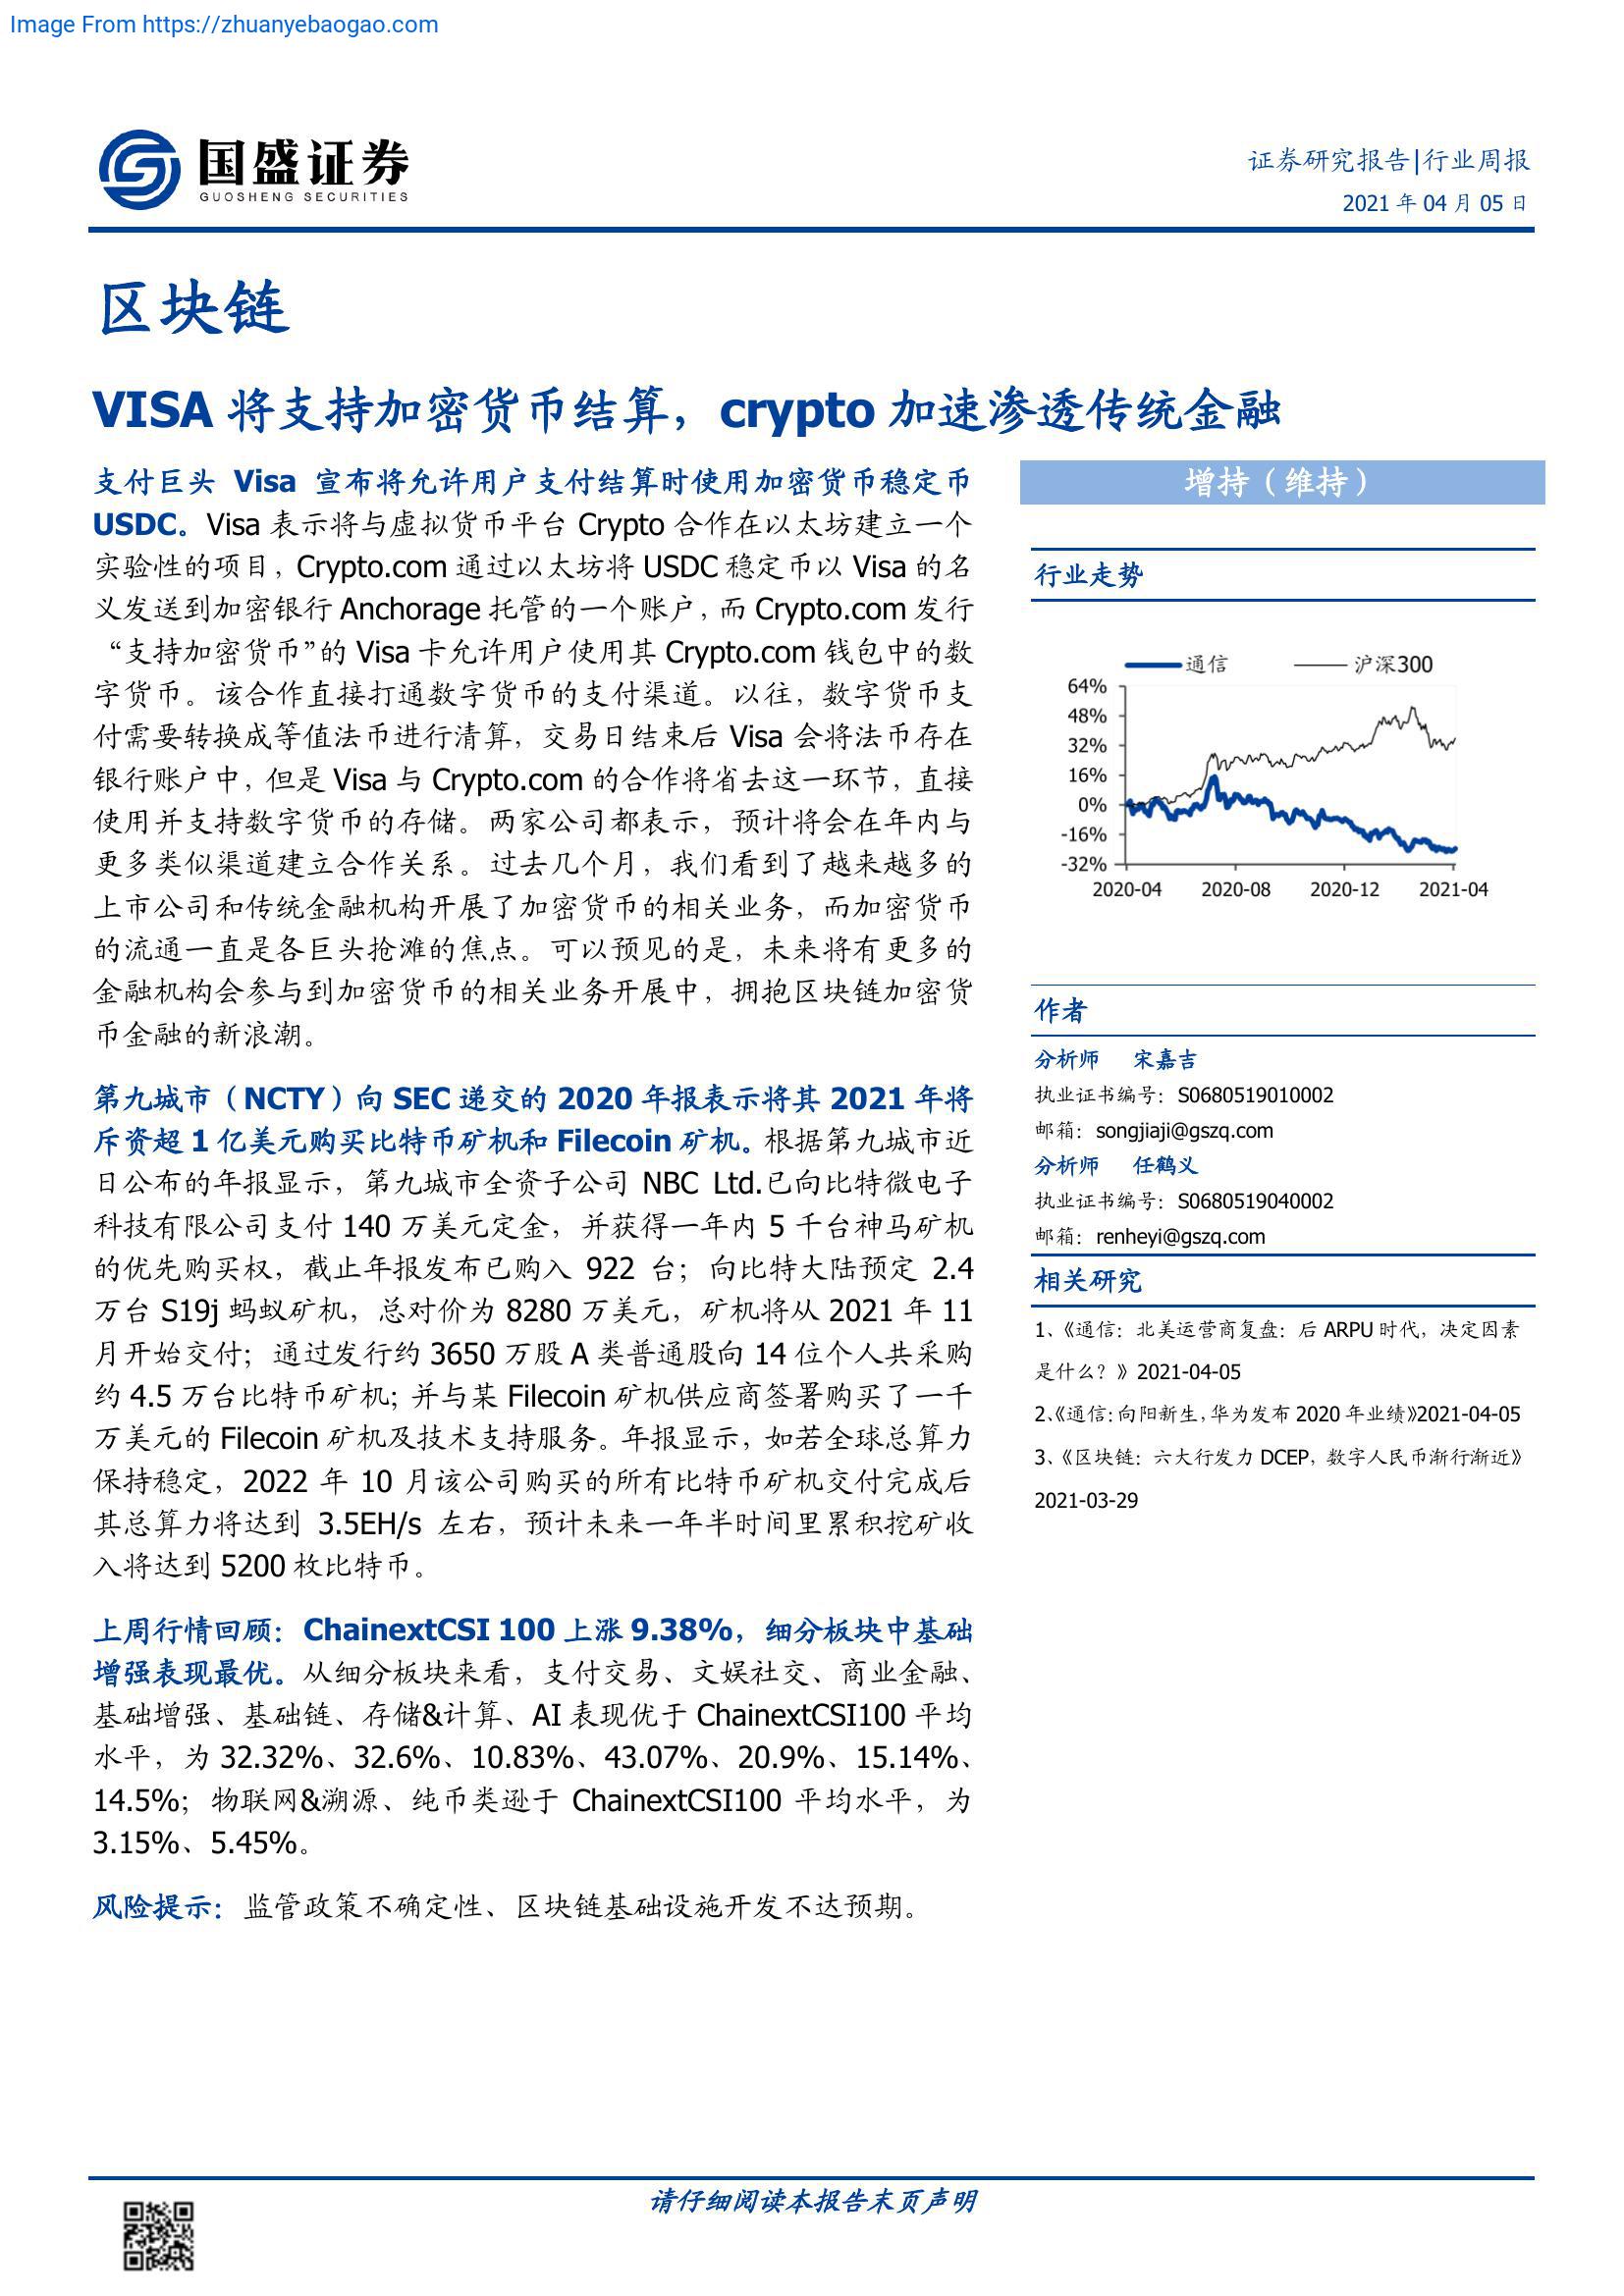 Image From https://zhuanyebaogao.com
国盛证券
GUOSHENG SECURITIES
证券研究报告|行业周报
2021 年 04 月 05 日
区块链
VISA 将支持加密货币结算，crypto 加速渗透传统金融
支付巨头 Visa 宣布将允许用户支付结算时使用加密货币稳定币
USDC。Visa 表示将与虚拟货币平台 Crypto 合作在以太坊建立一个
实验性的项目，Crypto.com 通过以太坊将 USDC 稳定币以 Visa 的名
义发送到加密银行 Anchorage 托管的一个账户，而 Crypto.com 发行
“支持加密货币”的 Visa 卡允许用户使用其 Crypto.com 钱包中的数
字货币。该合作直接打通数字货币的支付渠道。以往，数字货币支
付需要转换成等值法币进行清算，交易日结束后 Visa 会将法币存在
银行账户中，但是 Visa 与 Crypto.com 的合作将省去这一环节，直接
使用并支持数字货币的存储。两家公司都表示，预计将会在年内与
更多类似渠道建立合作关系。过去几个月，我们看到了越来越多的
上市公司和传统金融机构开展了加密货币的相关业务，而加密货币
的流通一直是各巨头抢滩的焦点。可以预见的是，未来将有更多的
金融机构会参与到加密货币的相关业务开展中，拥抱区块链加密货
币金融的新浪潮。
第九城市（NCTY）向 SEC 递交的 2020 年报表示将其 2021 年将
斥资超 1 亿美元购买比特币矿机和 Filecoin 矿机。根据第九城市近
日公布的年报显示，第九城市全资子公司 NBC Ltd.已向比特微电子
科技有限公司支付 140 万美元定金，并获得一年内 5 千台神马矿机
的优先购买权，截止年报发布已购入 922 台；向比特大陆预定 2.4
万台 S19j 蚂蚁矿机，总对价为 8280 万美元，矿机将从 2021 年 11
月开始交付；通过发行约 3650 万股 A 类普通股向 14 位个人共采购
约 4.5 万台比特币矿机；并与某 Filecoin 矿机供应商签署购买了一千
万美元的 Filecoin 矿机及技术支持服务。年报显示，如若全球总算力
保持稳定，2022 年 10 月该公司购买的所有比特币矿机交付完成后
其总算力将达到 3.5EH/s 左右，预计未来一年半时间里累积挖矿收
入将达到 5200 枚比特币。
上周行情回顾：ChainextCSI 100 上涨 9.38%，细分板块中基础
增强表现最优。从细分板块来看，支付交易、文娱社交、商业金融、
基础增强、基础链、存储&计算、AI 表现优于 ChainextCSI100 平均
水平，为 32.32%、32.6%、10.83%、43.07%、20.9%、15.14%、
14.5%；物联网&溯源、纯币类逊于 ChainextCSI100 平均水平，为
3.15%、5.45%。
风险提示：监管政策不确定性、区块链基础设施开发不达预期。
增持（维持）
行业走势
通信 沪深300
64%
48%
32%
16%
0%
-16%
-32%
2020-04 2020-08 2020-12 2021-04
作者
分析师 宋嘉吉
执业证书编号：S0680519010002
邮箱：songjiaji@gszq.com
分析师 任鹤义
执业证书编号：S0680519040002
邮箱：renheyi@gszq.com
相关研究
1、《通信：北美运营商复盘：后 ARPU 时代，决定因素
是什么？》2021-04-05
2、《通信：向阳新生，华为发布 2020 年业绩》2021-04-05
3、《区块链：六大行发力 DCEP，数字人民币渐行渐近》
2021-03-29
请仔细阅读本报告末页声明